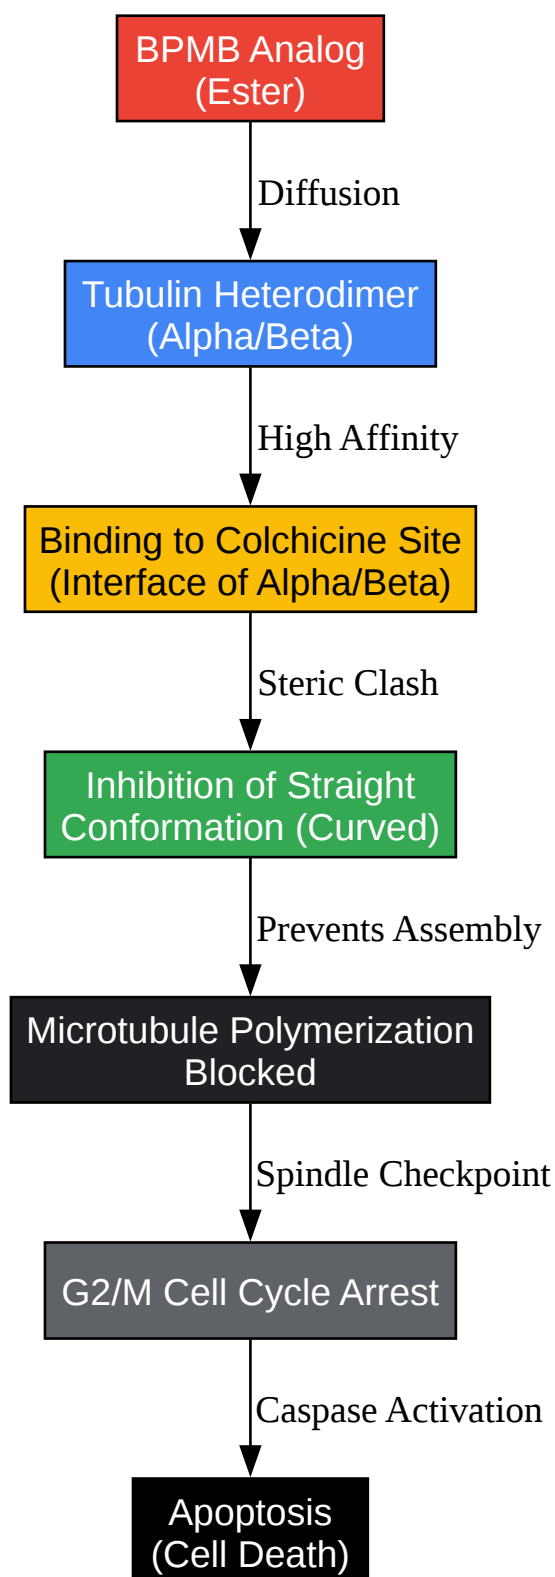 BPMB Analog
(Ester)
Diffusion
Tubulin Heterodimer
(Alpha/Beta)
High Affinity
Binding to Colchicine Site
(Interface of Alpha/Beta)
Steric Clash
Inhibition of Straight
Conformation (Curved)
Prevents Assembly
Microtubule Polymerization
Blocked
Spindle Checkpoint
G2/M Cell Cycle Arrest
Caspase Activation
Apoptosis
(Cell Death)